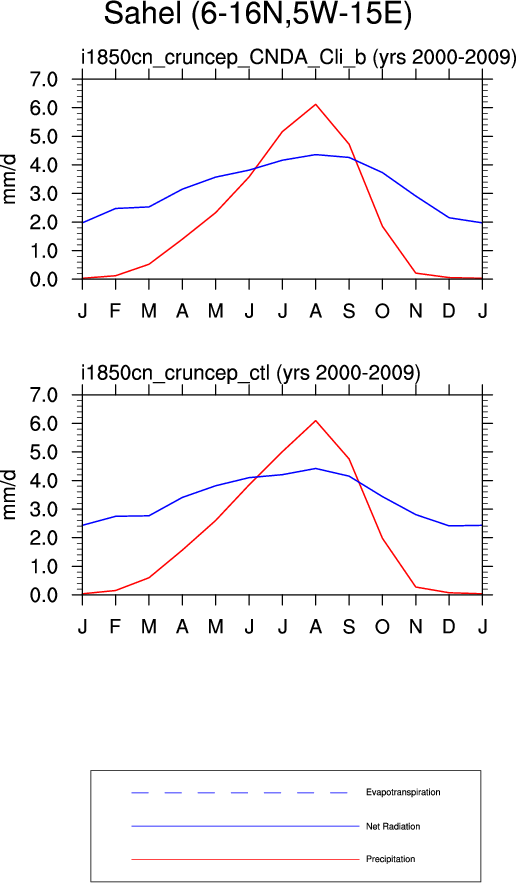 Sahel (6-16N,5W-15E)
i1850cn_cruncep_CNDA_Cli_b (yrs 2000-2009)
7.0
6.0
5.0
4.0
3.0
2.0
1.0
0.0
mm/d
J F M A M J J A S O N D J
i1850cn_cruncep_ctl (yrs 2000-2009)
7.0
6.0
5.0
4.0
3.0
2.0
1.0
0.0
mm/d
J F M A M J J A S O N D J
Evapotranspiration
Net Radiation
Precipitation